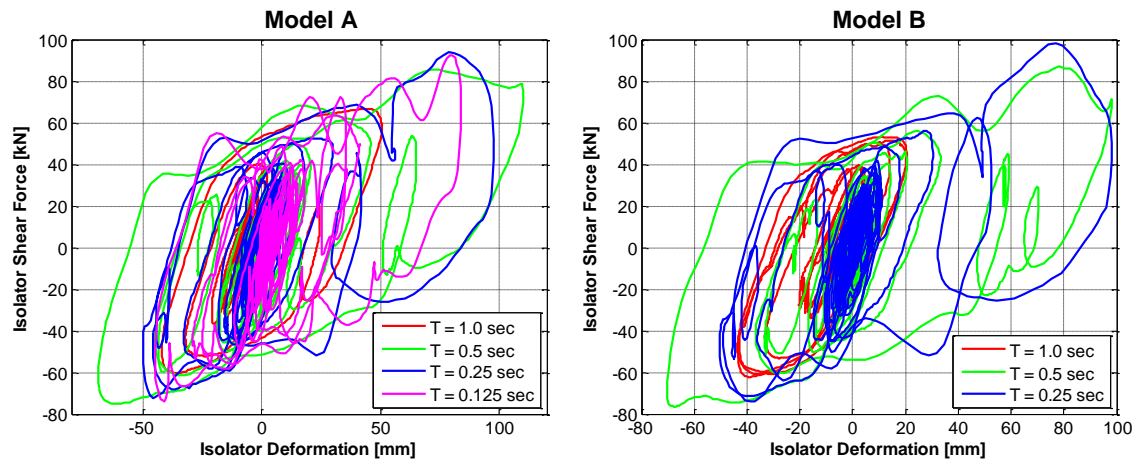 Model A
Isolator Shear Force [kN]
100
80
60
40
20
0
-20
-40
-60
-80
-50
0
50
100
Isolator Deformation [mm]
T = 1.0 sec
T = 0.5 sec
T = 0.25 sec
T = 0.125 sec
Model B
Isolator Shear Force [kN]
100
80
60
40
20
0
-20
-40
-60
-80
-80
-60
-40
-20
0
20
40
60
80
100
Isolator Deformation [mm]
T = 1.0 sec
T = 0.5 sec
T = 0.25 sec